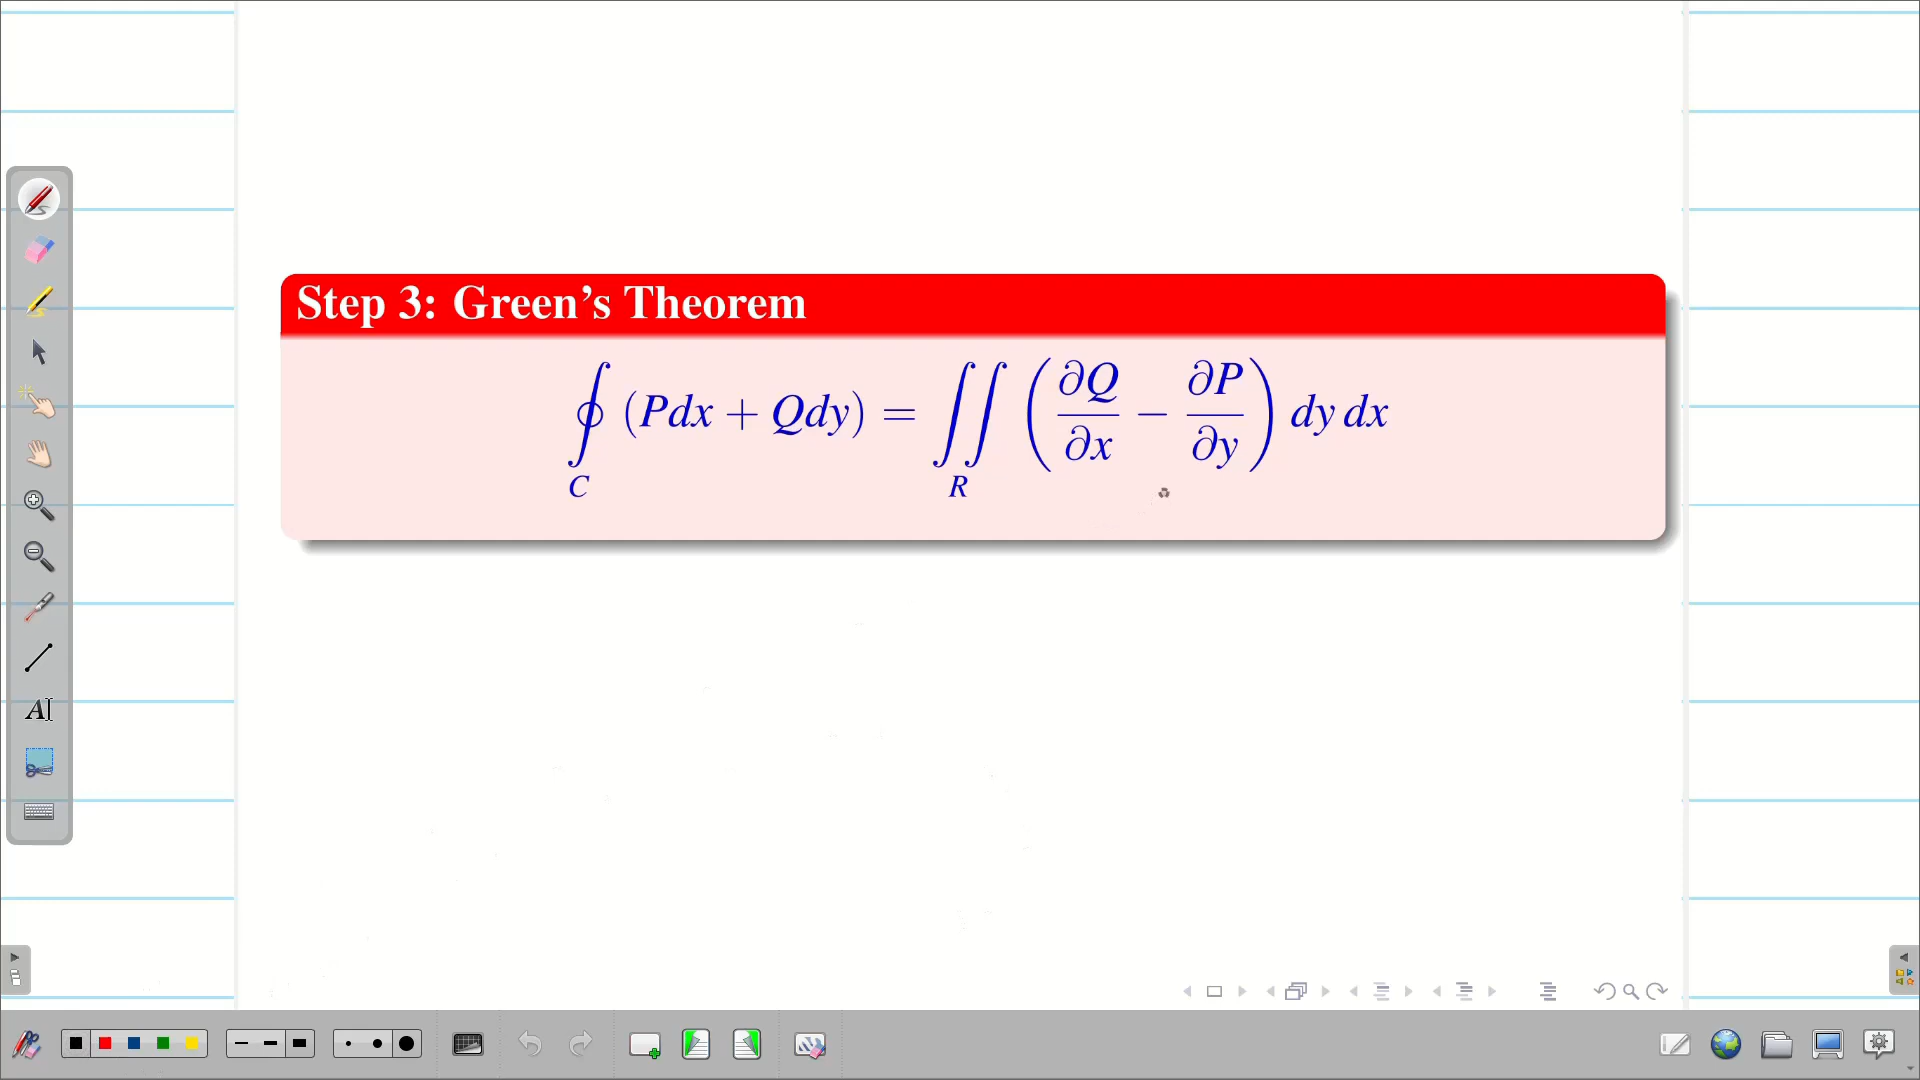 Step 3: Green's Theorem
∮_C (Pdx + Qdy) = ∬_R (∂Q/∂x − ∂P/∂y) dy dx